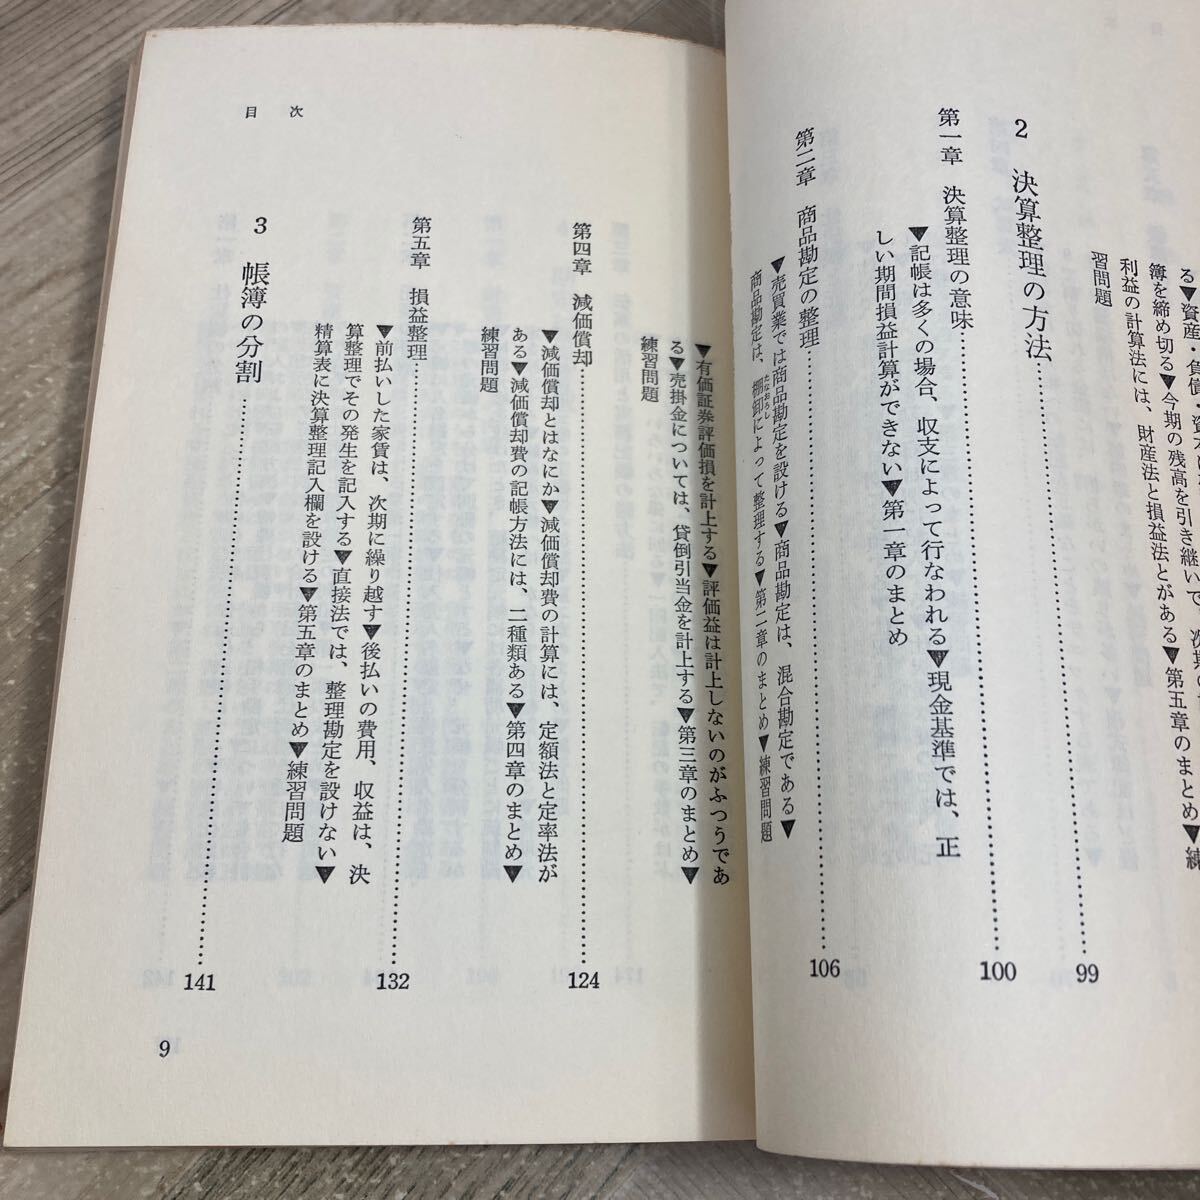 る▼資産・負債・資本
簿を締め切る▼今期の残高を引き継いで、次期の
利益の計算法には、財産法と損益法とがある▼第五章のまとめ▼練
習問題
2 決算整理の方法……99
第一章 決算整理の意味……100
▼記帳は多くの場合、収支によって行なわれる▼現金基準では、正
しい期間損益計算ができない▼第一章のまとめ
第二章 商品勘定の整理……106
▼売買業では商品勘定を設ける▼商品勘定は、混合勘定である▼
商品勘定は、棚卸たなおろしによって整理する▼第二章のまとめ▼練習問題
▼有価証券評価損を計上する▼評価益は計上しないのがふつうであ
る▼売掛金については、貸倒引当金を計上する▼第三章のまとめ▼
練習問題
第四章 減価償却……124
▼減価償却とはなにか▼減価償却費の計算には、定額法と定率法が
ある▼減価償却費の記帳方法には、二種類ある▼第四章のまとめ▼
練習問題
第五章 損益整理……132
▼前払いした家賃は、次期に繰り越す▼後払いの費用、収益は、決
算整理でその発生を記入する▼直接法では、整理勘定を設けない▼
精算表に決算整理記入欄を設ける▼第五章のまとめ▼練習問題
3 帳簿の分割……141
目次
9